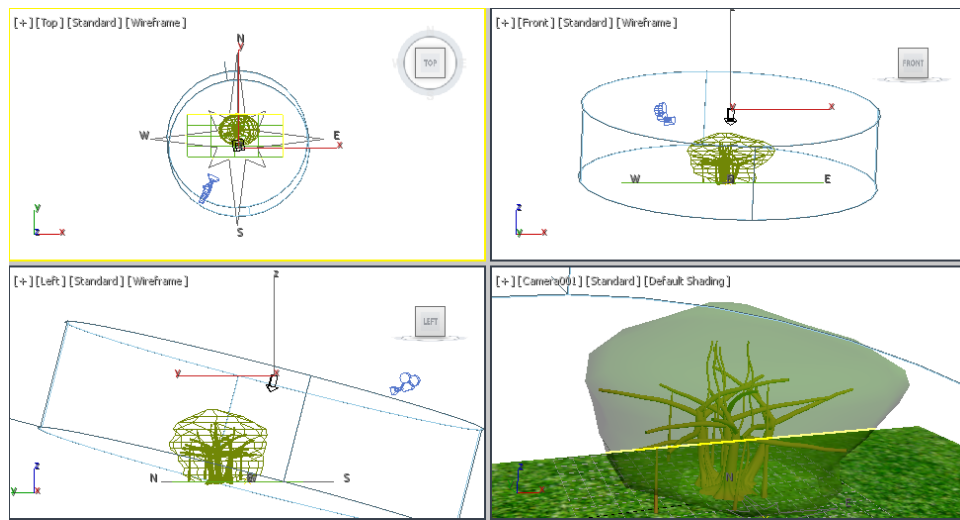 [+] [Top] [Standard] [Wireframe]
N
y
TOP
W
E
x
S
y
z
x
[+] [Front] [Standard] [Wireframe]
FRONT
x
x
W
E
z
y
x
[+] [Left] [Standard] [Wireframe]
z
LEFT
y
x
N
S
z
y
x
[+] [Camera001] [Standard] [Default Shading]
N
z